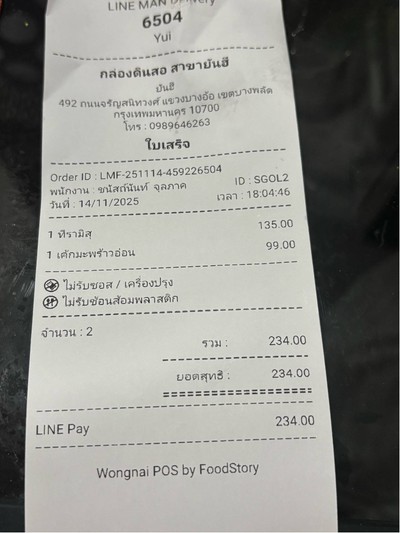 LINE MAN Delivery
6504
Yui
กล่องดินสอ สาขายันฮี
ยันฮี
492 ถนนจรัญสนิทวงศ์ แขวงบางอ้อ เขตบางพลัด
กรุงเทพมหานคร 10700
โทร : 0989646263
ใบเสร็จ
Order ID : LMF-251114-459226504
พนักงาน : ชนัสถ์นันท์ จุลภาค ID : SGOL2
วันที่ : 14/11/2025 เวลา : 18:04:46
1 ทีรามิสุ 135.00
1 เค้กมะพร้าวอ่อน 99.00
ไม่รับซอส / เครื่องปรุง
ไม่รับช้อนส้อมพลาสติก
จำนวน : 2
รวม : 234.00
ยอดสุทธิ : 234.00
LINE Pay 234.00
Wongnai POS by FoodStory